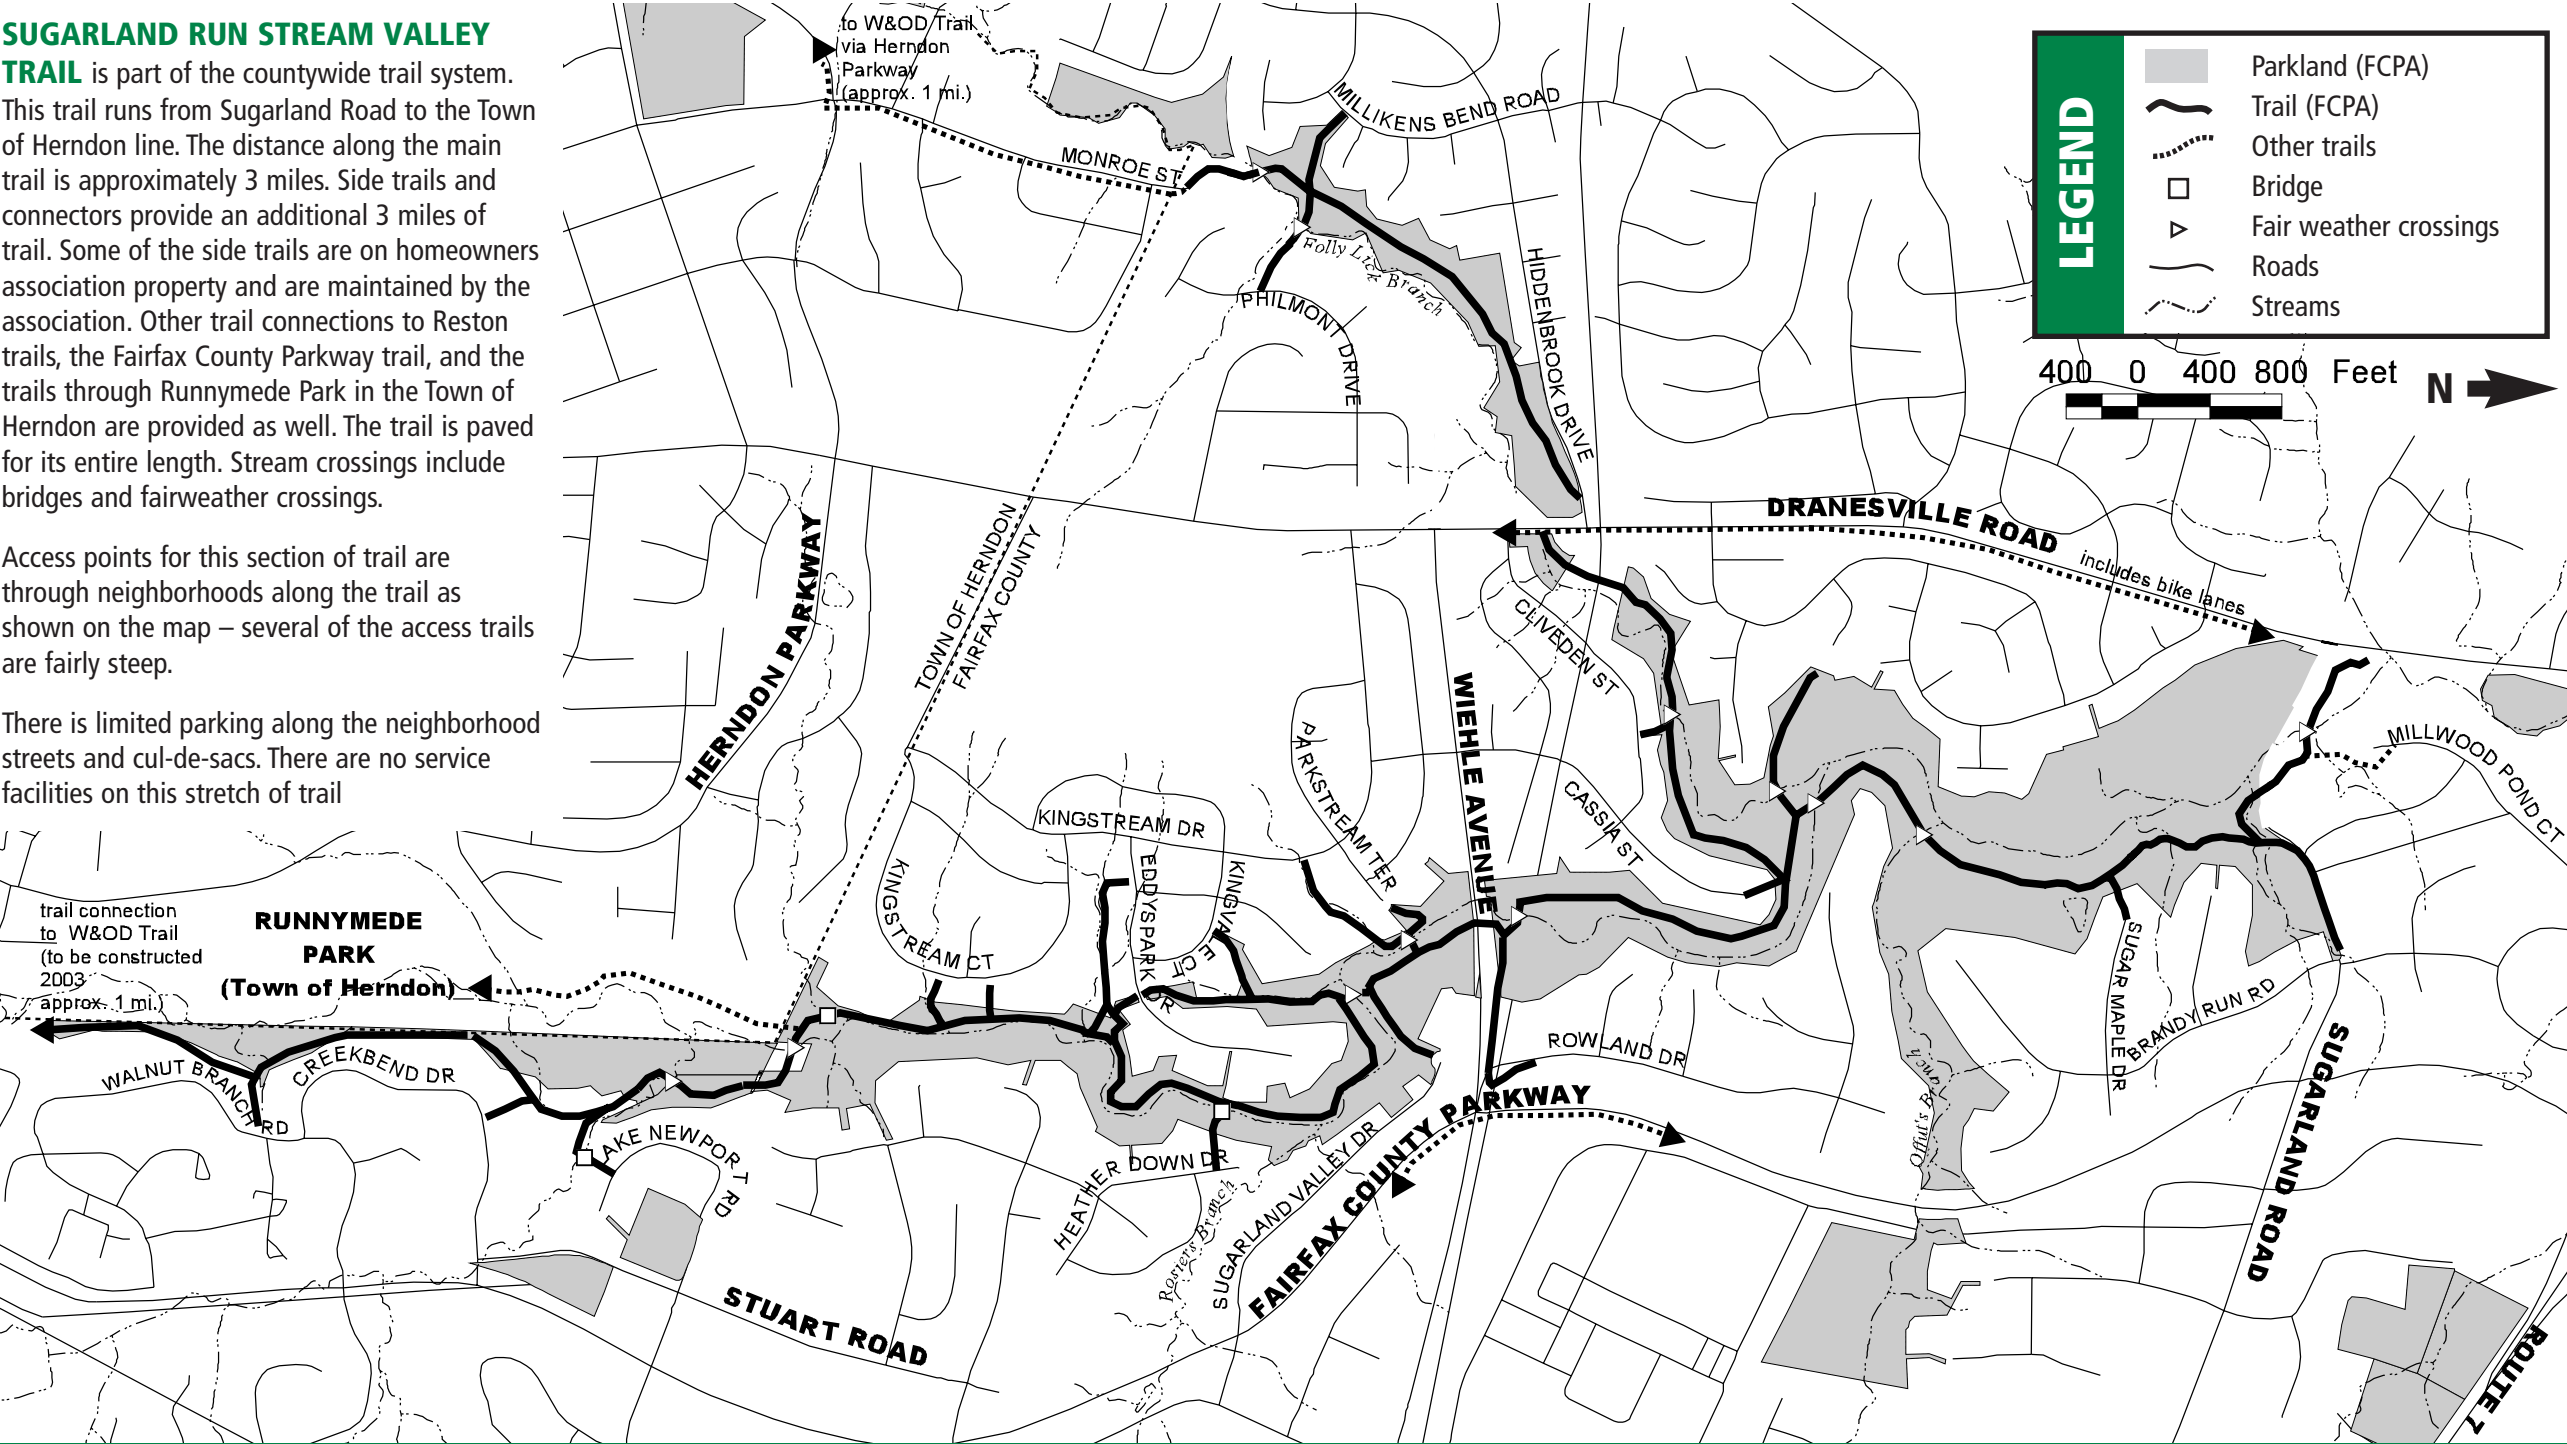 SUGARLAND RUN STREAM VALLEY
TRAIL is part of the countywide trail system.
This trail runs from Sugarland Road to the Town
of Herndon line. The distance along the main
trail is approximately 3 miles. Side trails and
connectors provide an additional 3 miles of
trail. Some of the side trails are on homeowners
association property and are maintained by the
association. Other trail connections to Reston
trails, the Fairfax County Parkway trail, and the
trails through Runnymede Park in the Town of
Herndon are provided as well. The trail is paved
for its entire length. Stream crossings include
bridges and fairweather crossings.
Access points for this section of trail are
through neighborhoods along the trail as
shown on the map – several of the access trails
are fairly steep.
There is limited parking along the neighborhood
streets and cul-de-sacs. There are no service
facilities on this stretch of trail
to W&OD Trail
via Herndon
Parkway
(approx. 1 mi.)
MONROE ST
MILLIKENS BEND ROAD
Folly Lick Branch
PHILMONT DRIVE
HIDDENBROOK DRIVE
LEGEND
Parkland (FCPA)
Trail (FCPA)
Other trails
Bridge
Fair weather crossings
Roads
Streams
400 0 400 800 Feet
N
DRANESVILLE ROAD
includes bike lanes
HERNDON PARKWAY
TOWN OF HERNDON
FAIRFAX COUNTY
CLIVEDEN ST
WIEHLE AVENUE
PARKSTREAM TER
CASSIA ST
MILLWOOD POND CT
KINGSTREAM DR
KINGSTREAM CT
EDDYSPARK DR
KINGVALE CT
trail connection
to W&OD Trail
(to be constructed
2003
approx. 1 mi.)
RUNNYMEDE
PARK
(Town of Herndon)
WALNUT BRANCH RD
CREEKBEND DR
LAKE NEWPORT RD
HEATHER DOWN DR
Rosiers Branch
SUGARLAND VALLEY DR
FAIRFAX COUNTY PARKWAY
ROWLAND DR
Offut's Branch
SUGAR MAPLE DR
BRANDY RUN RD
SUGARLAND ROAD
STUART ROAD
ROUTE 7